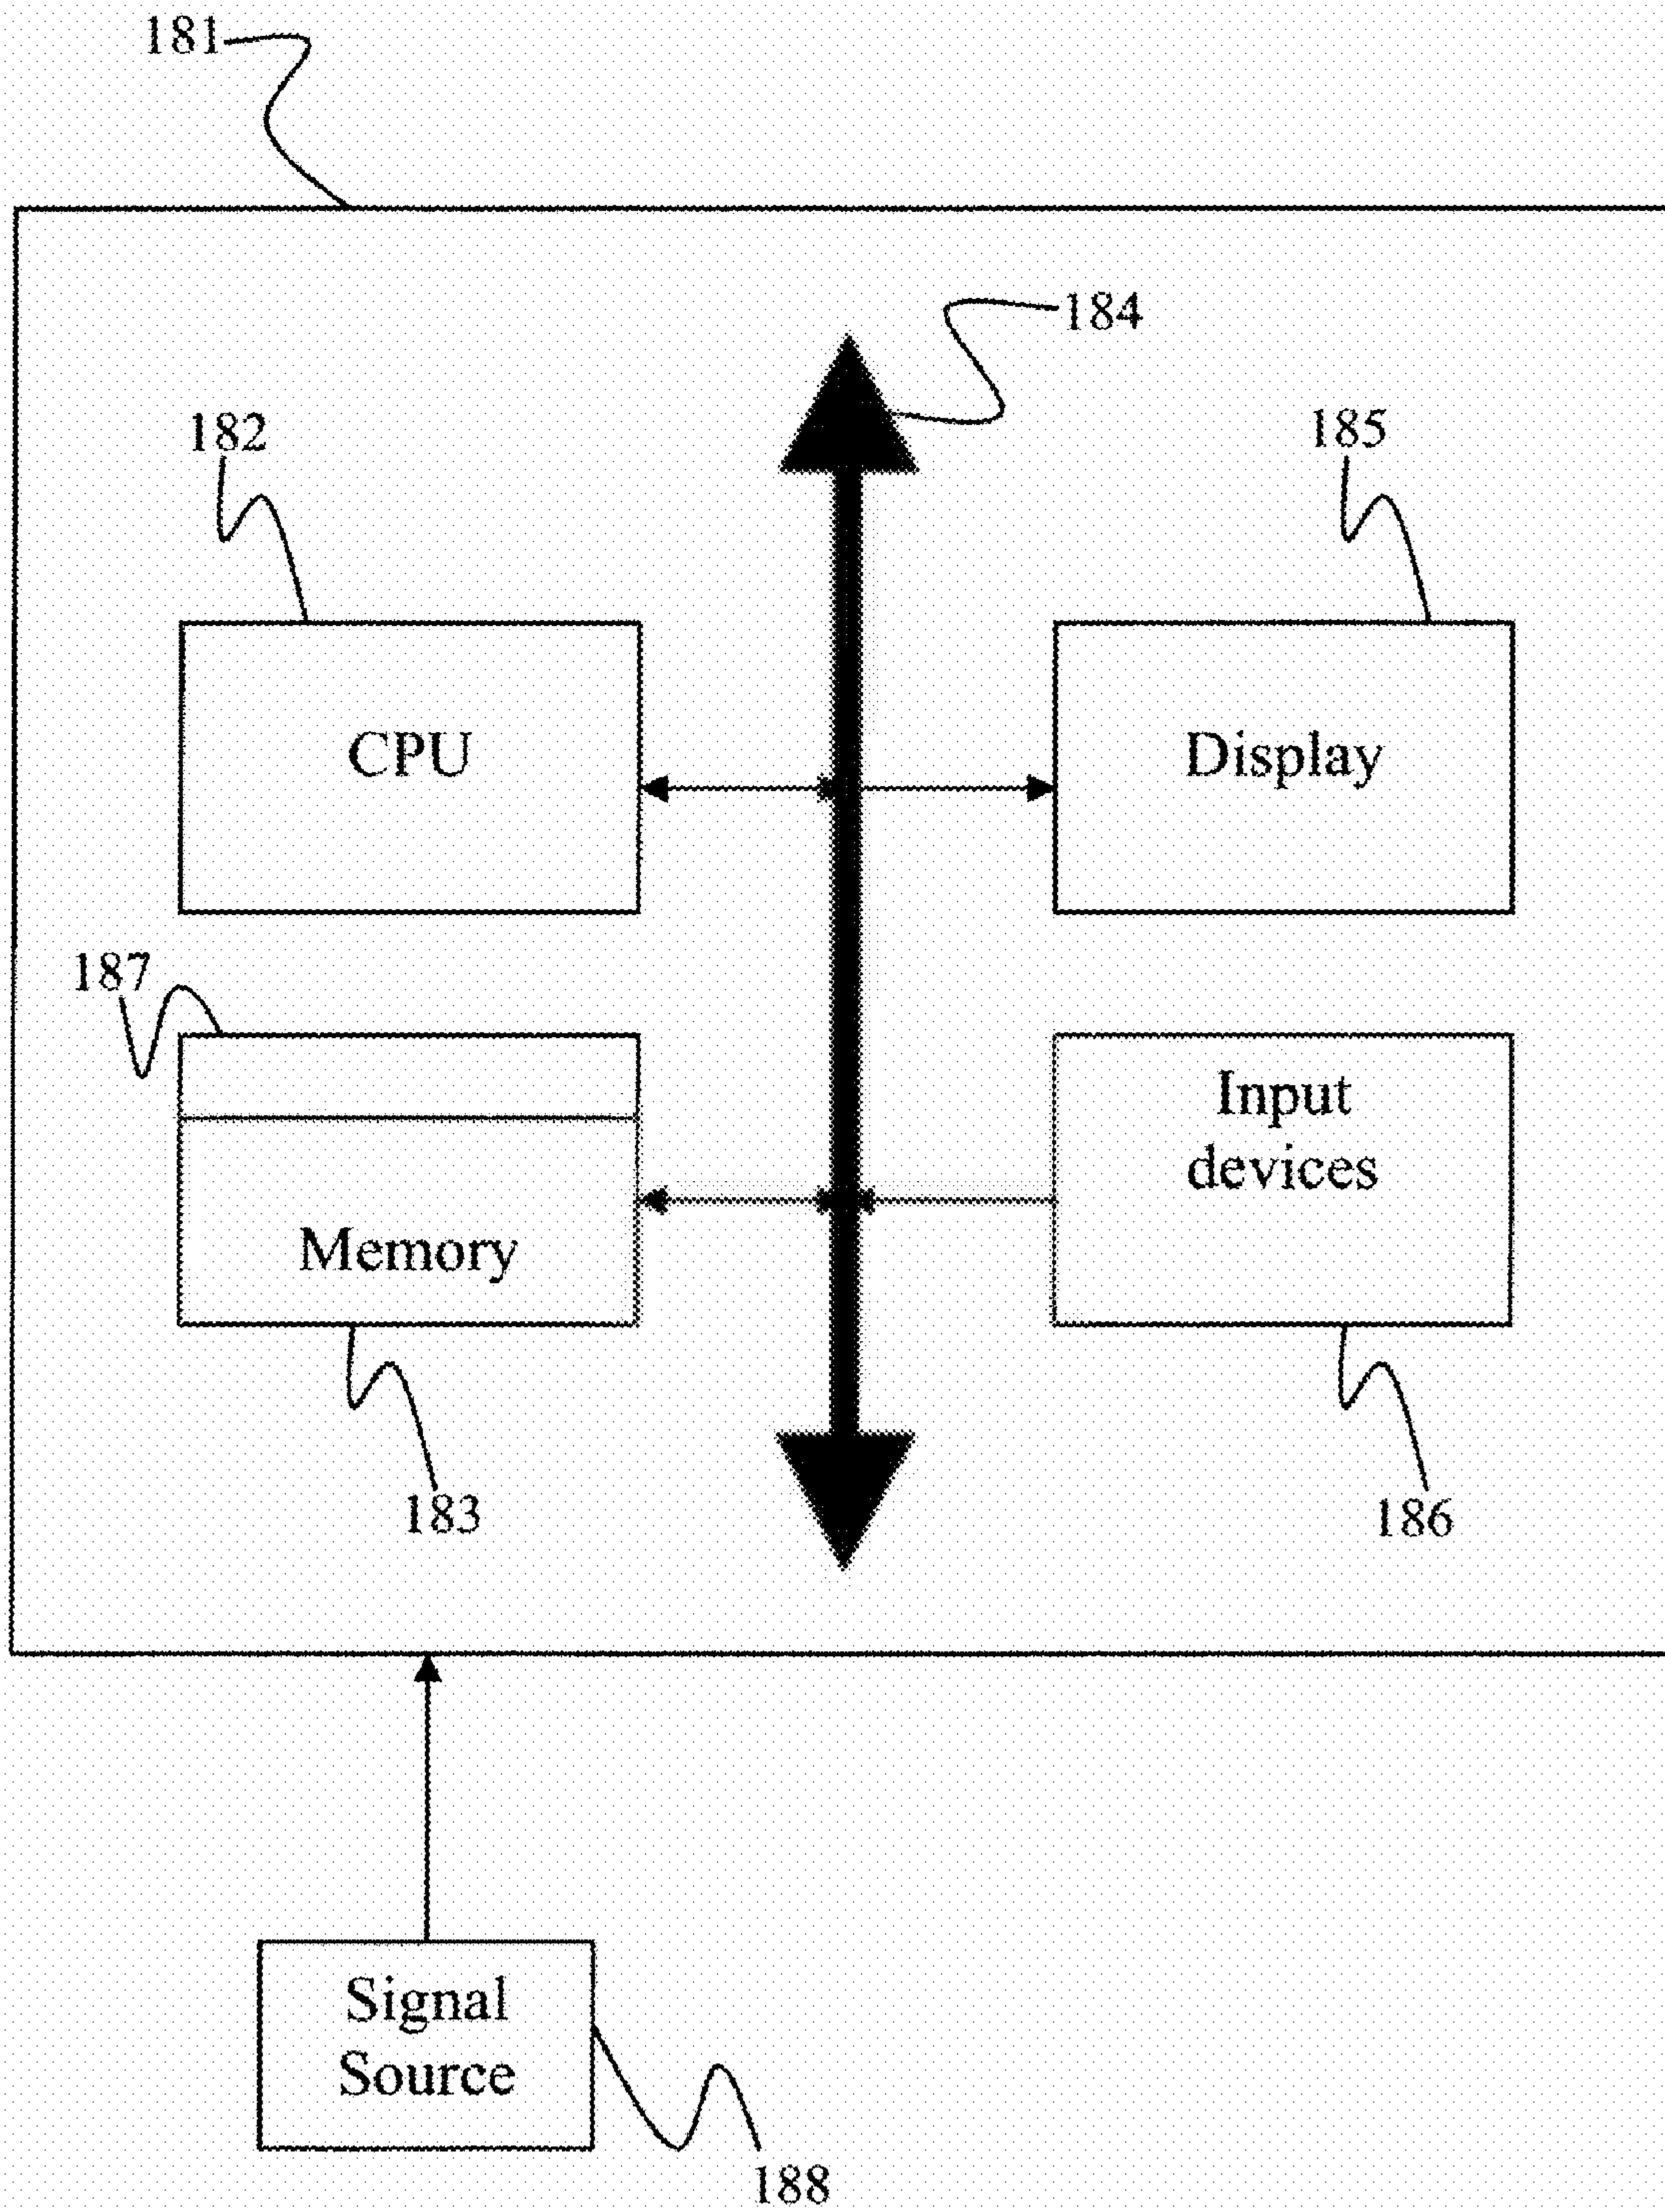 181
184
182
185
CPU
Display
187
Input
devices
Memory
183
186
Signal
Source
188